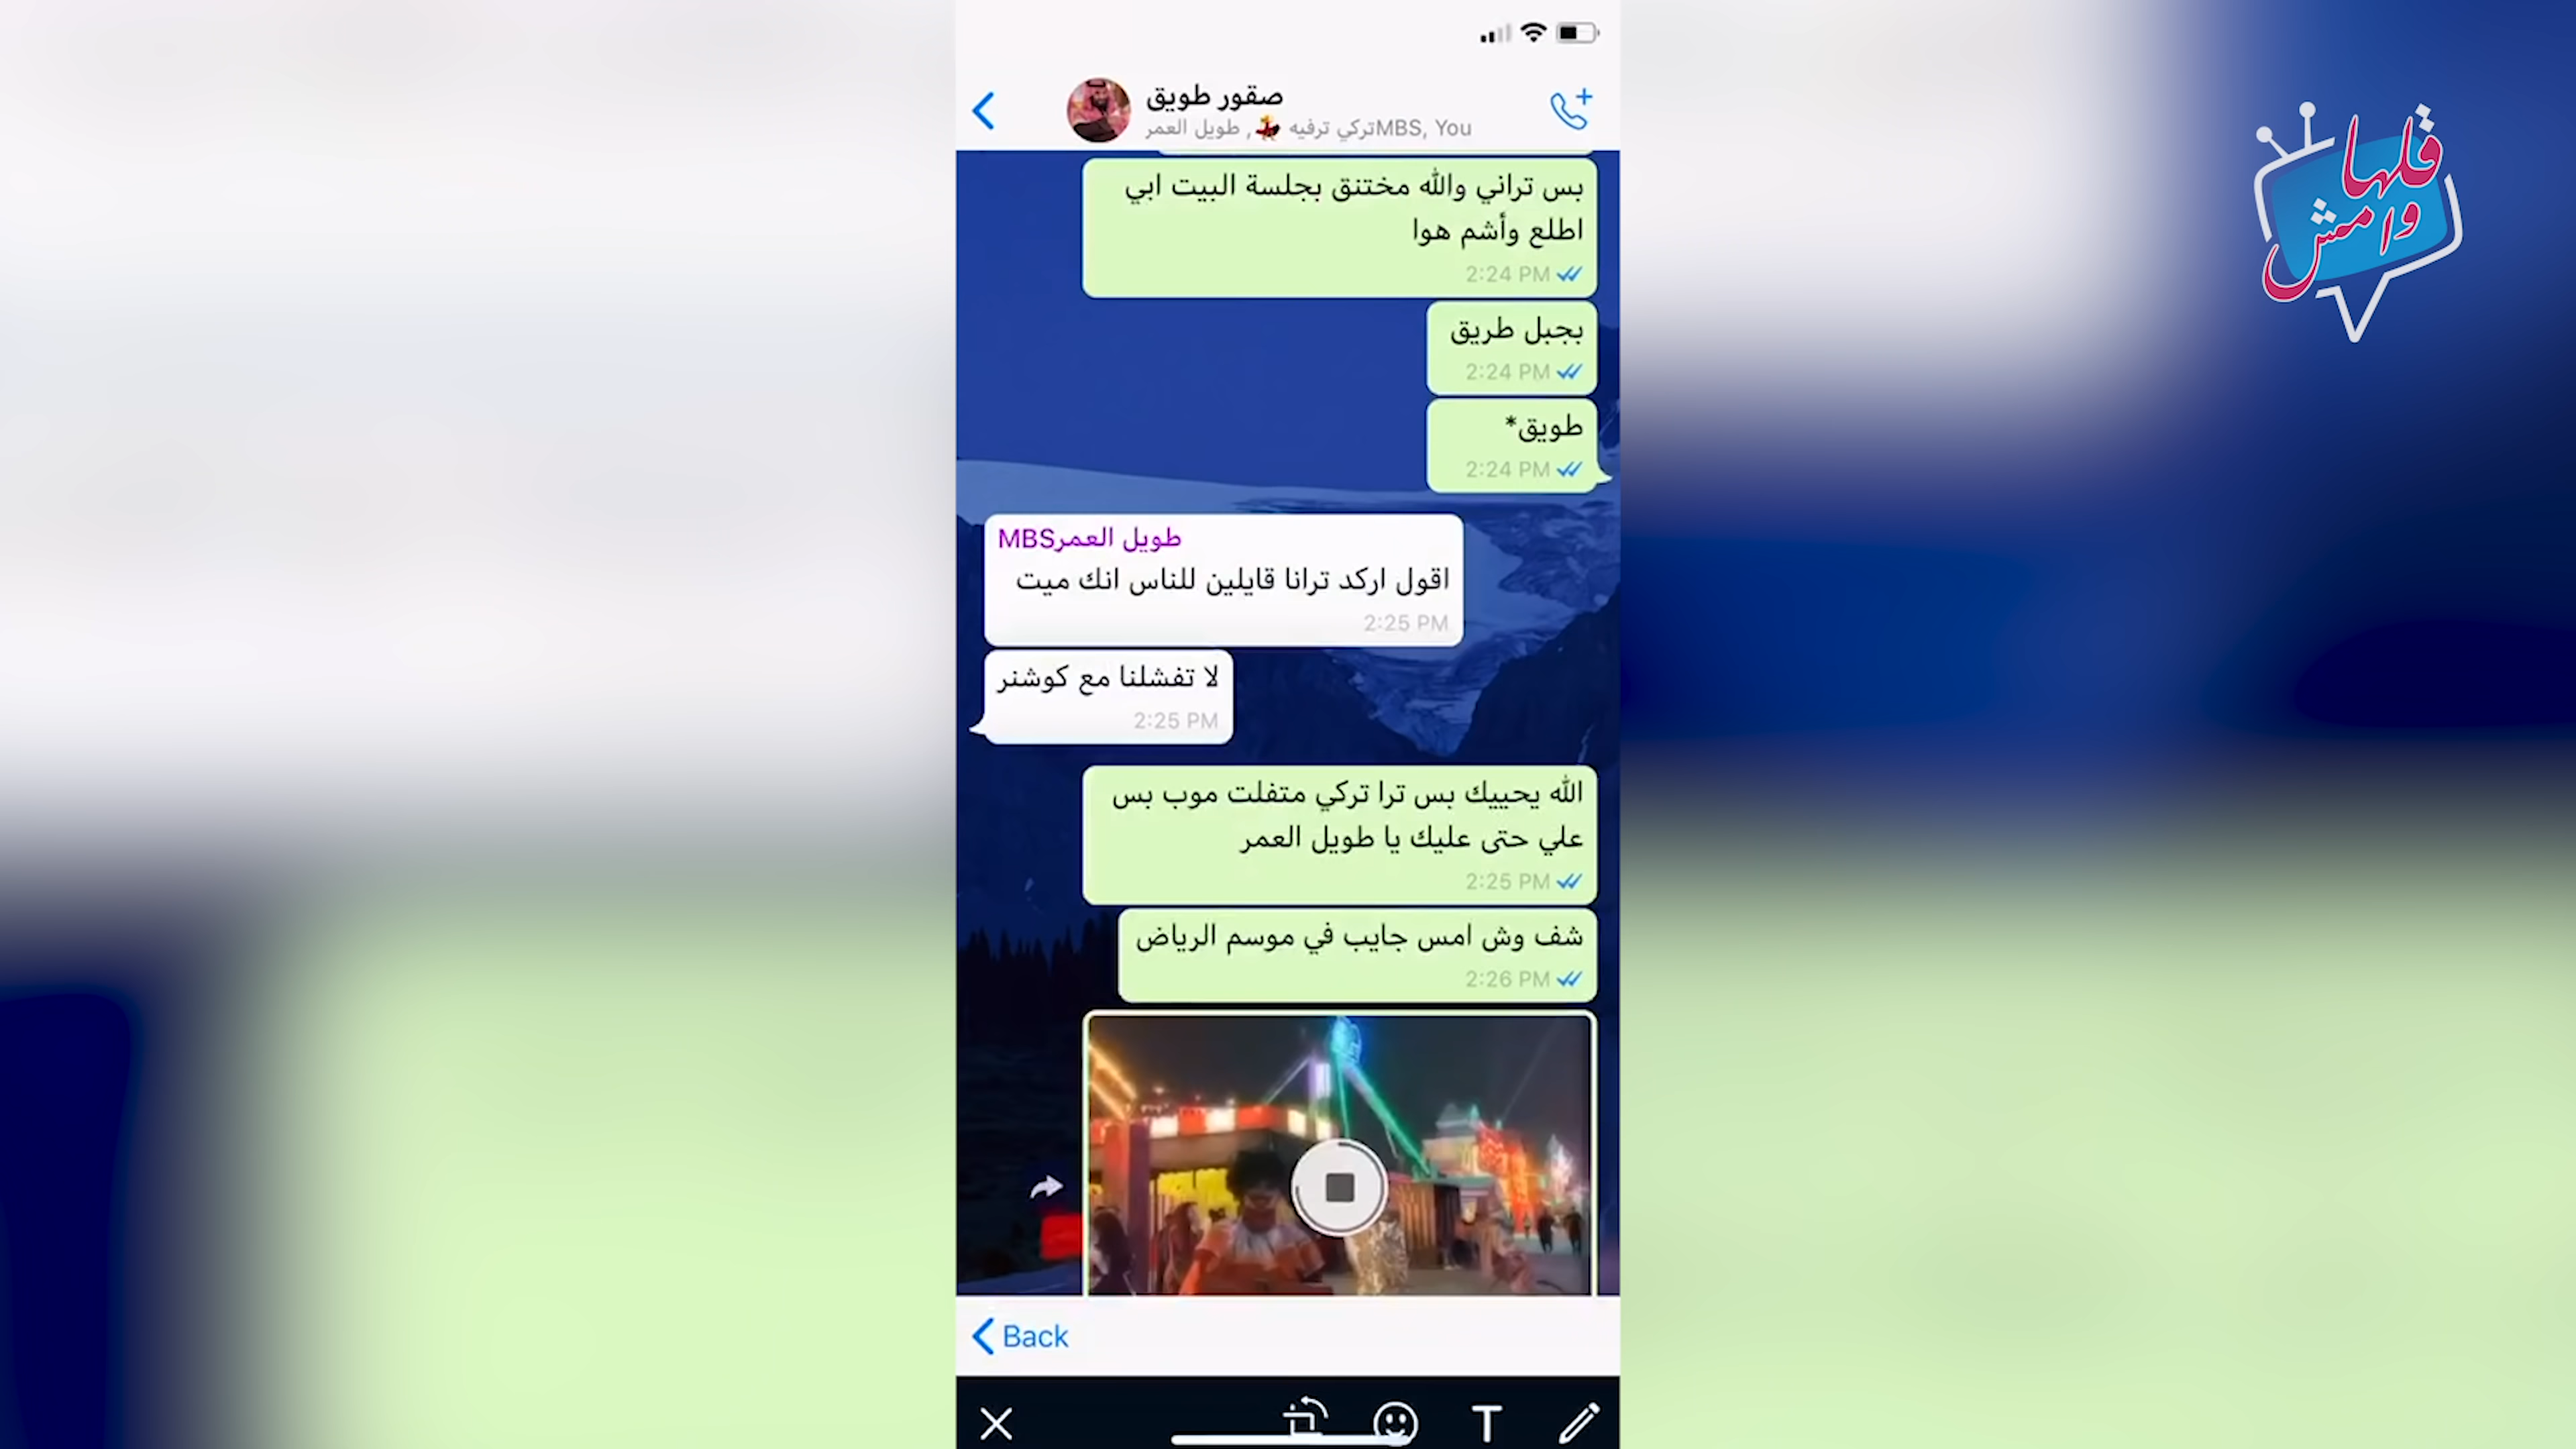 صقور طويق
تركي ترفيه 💃, طويل العمرMBS, You
بس تراني والله مختنق بجلسة البيت ابي
اطلع وأشم هوا
2:24 PM
بجبل طريق
2:24 PM
طويق*
2:24 PM
طويل العمرMBS
اقول اركد ترانا قايلين للناس انك ميت
2:25 PM
لا تفشلنا مع كوشنر
2:25 PM
الله يحييك بس ترا تركي متفلت موب بس
علي حتى عليك يا طويل العمر
2:25 PM
شف وش امس جايب في موسم الرياض
2:26 PM
Back
T
قلها
وامش